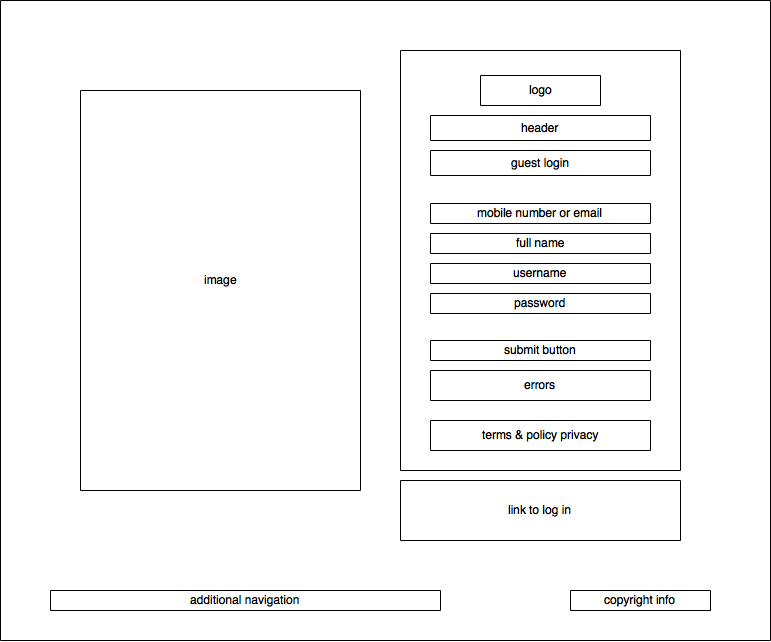 logo
header
guest login
mobile number or email
full name
username
password
image
submit button
errors
terms & policy privacy
link to log in
additional navigation
copyright info